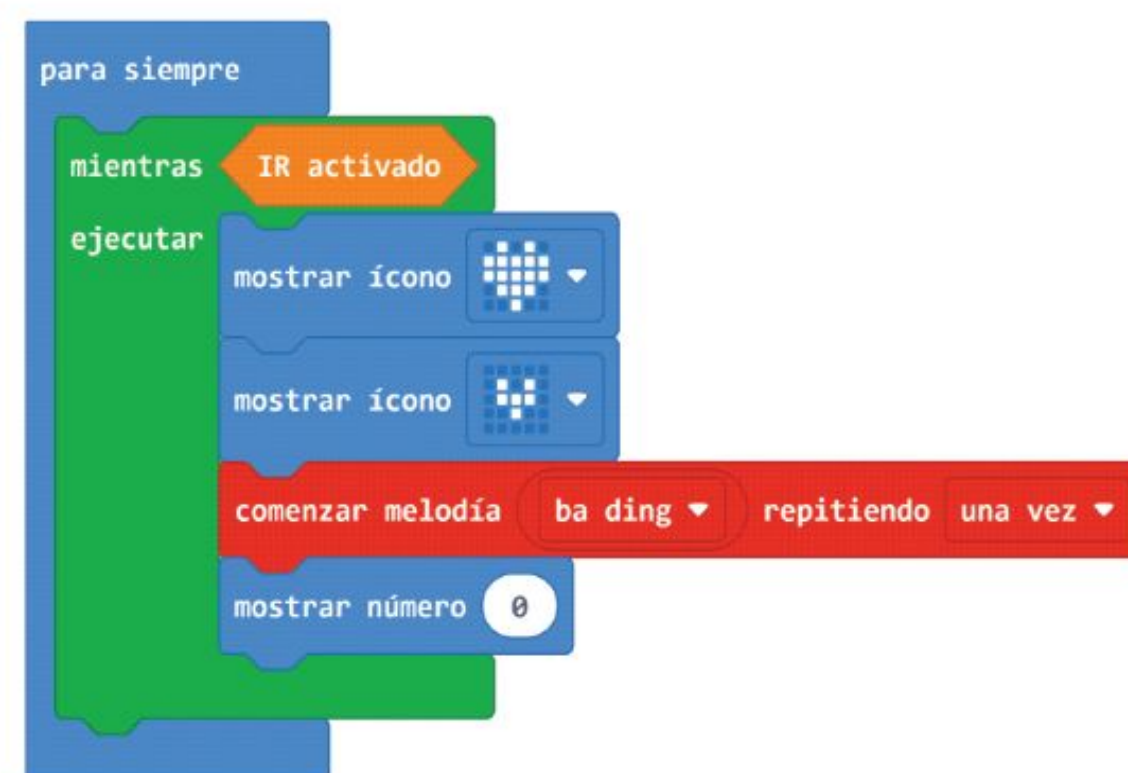 para siempre
mientras IR activado
ejecutar
mostrar ícono
mostrar ícono
comenzar melodía ba ding repitiendo una vez
mostrar número 0